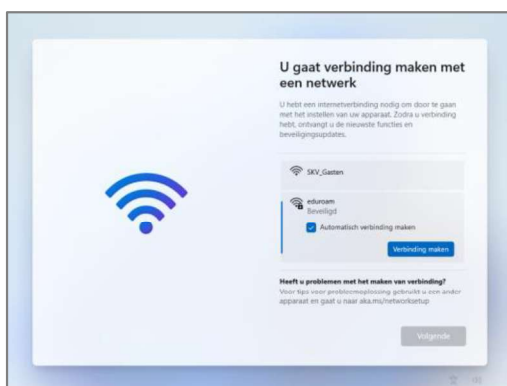 U gaat verbinding maken met
een netwerk
U hebt een internetverbinding nodig om door te gaan
met het instellen van uw apparaat. Zodra u verbinding
hebt, ontvangt u de nieuwste functies en
beveiligingsupdates.
SKV_Gasten
eduroam
Beveiligd
Automatisch verbinding maken
Verbinding maken
Heeft u problemen met het maken van verbinding?
Voor tips voor probleemoplossing gebruikt u een ander
apparaat en gaat u naar aka.ms/networksetup
Volgende